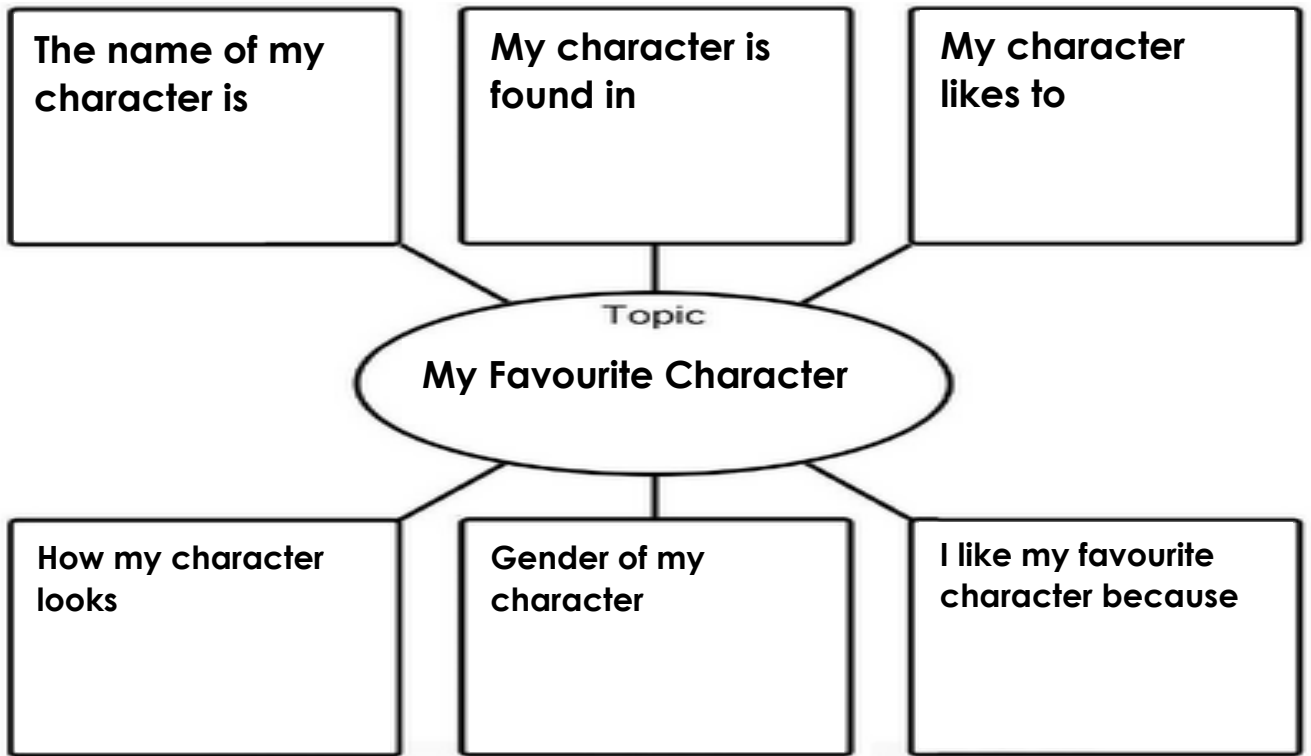 The name of my
character is
My character is
found in
My character
likes to
Topic
My Favourite Character
How my character
looks
Gender of my
character
I like my favourite
character because